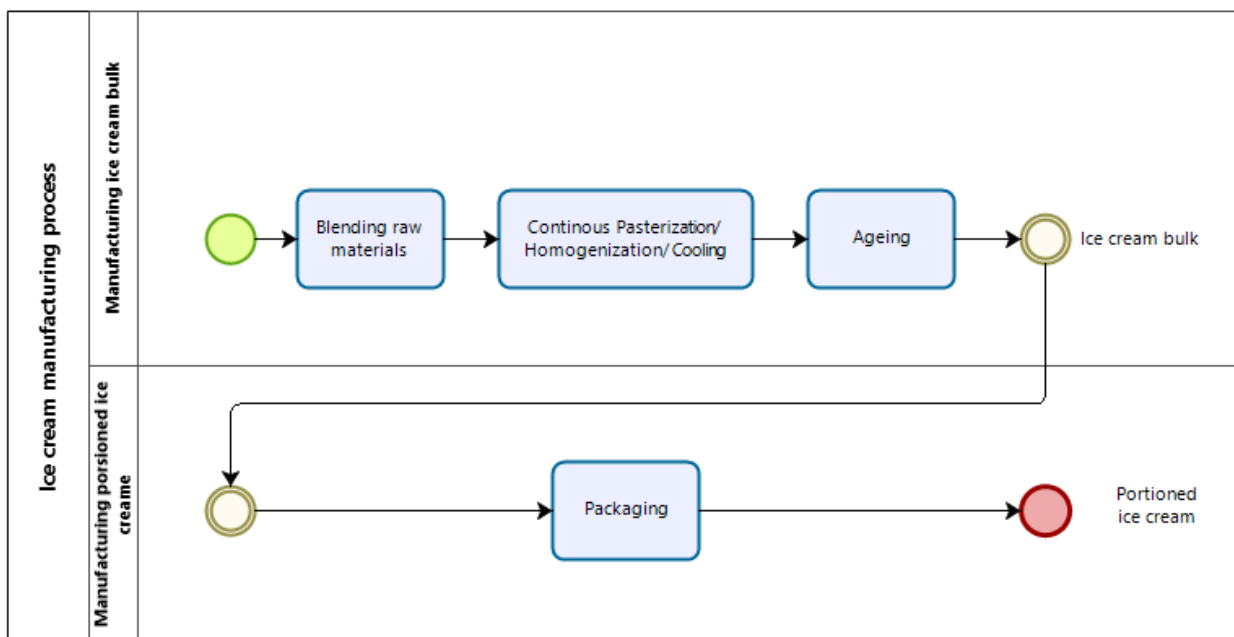 Ice cream manufacturing process
Manufacturing ice cream bulk
Blending raw
materials
Continous Pasterization/
Homogenization/Cooling
Ageing
Ice cream bulk
Manufacturing porsioned ice
creame
Packaging
Portioned
ice cream